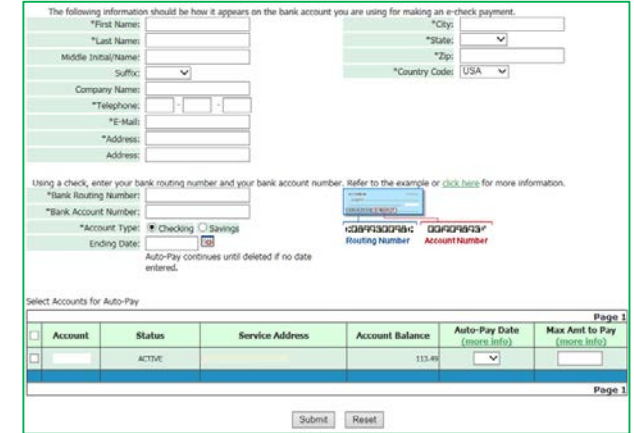 The following information should be how it appears on the bank account you are using for making an e-check payment.
*First Name:
*City:
*Last Name:
*State:
Middle Initial/Name:
*Zip:
Suffix:
*Country Code: USA
Company Name:
*Telephone: - -
*E-Mail:
*Address:
Address:
Using a check, enter your bank routing number and your bank account number. Refer to the example or click here for more information.
*Bank Routing Number:
*Bank Account Number:
*Account Type: Checking Savings
Routing Number Account Number
Ending Date:
Auto-Pay continues until deleted if no date
entered.
Select Accounts for Auto-Pay
Page 1
Account Status Service Address Account Balance Auto-Pay Date (more info) Max Amt to Pay (more info)
ACTIVE 113.49
Page 1
Submit Reset